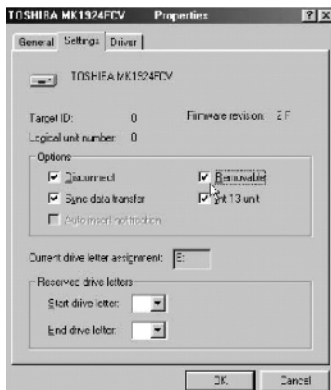 TOSHIBA MK1924FCV Properties
General Settings Driver
TOSHIBA MK1924FCV
Target ID: 0 Firmware revision: 2 F
Logical unit number: 0
Options
Disconnect Removable
Sync data transfer Int 13 unit
Auto insert notification
Current drive letter assignment: E:
Reserved drive letters
Start drive letter:
End drive letter:
OK Cancel